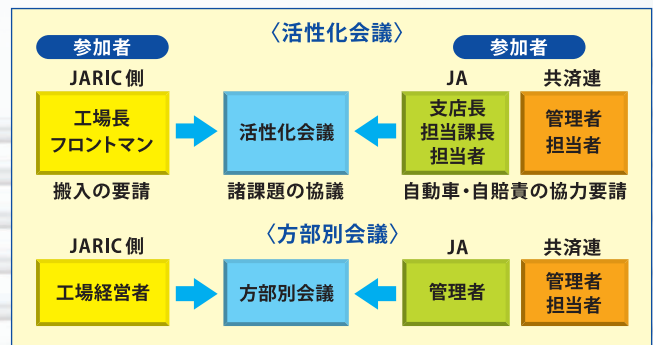 〈活性化会議〉
参加者
参加者
JARIC側
JA
共済連
工場長
フロントマン
活性化会議
支店長
担当課長
担当者
管理者
担当者
搬入の要請
諸課題の協議
自動車・自賠責の協力要請
〈方部別会議〉
JARIC側
JA
共済連
工場経営者
方部別会議
管理者
管理者
担当者